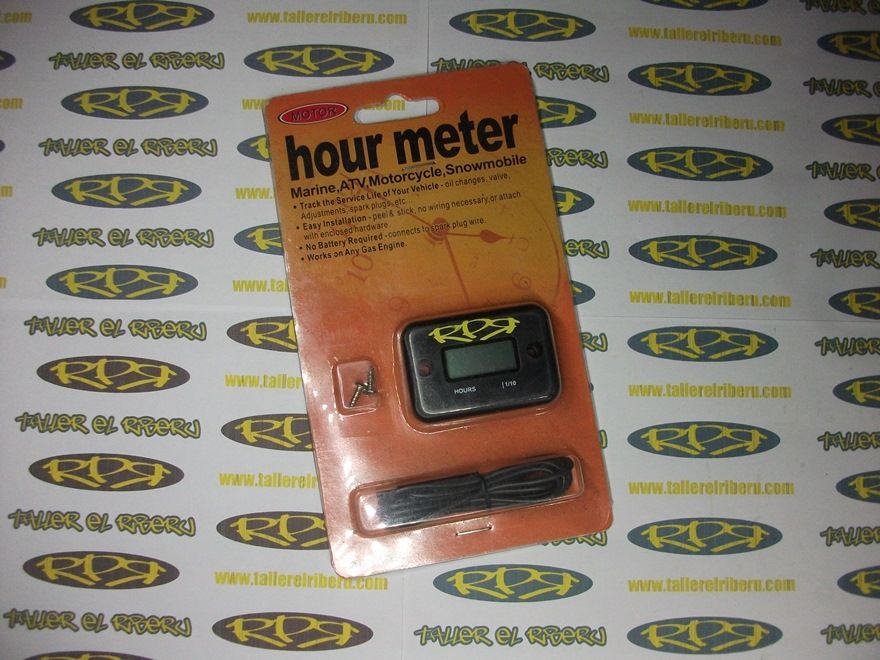 MOTOR
hour meter
Marine,ATV,Motorcycle,Snowmobile
• Track the Service Life of Your Vehicle - oil changes, valve,
Adjustments, spark plugs, etc...
• Easy Installation - peel & stick, no wiring necessary,or attach
with enclosed hardware
• No Battery Required - connects to spark plug wire.
• Works on Any Gas Engine.
RPR
HOURS 1/10
TALLER EL RIBERU
www.tallerelriberu.com